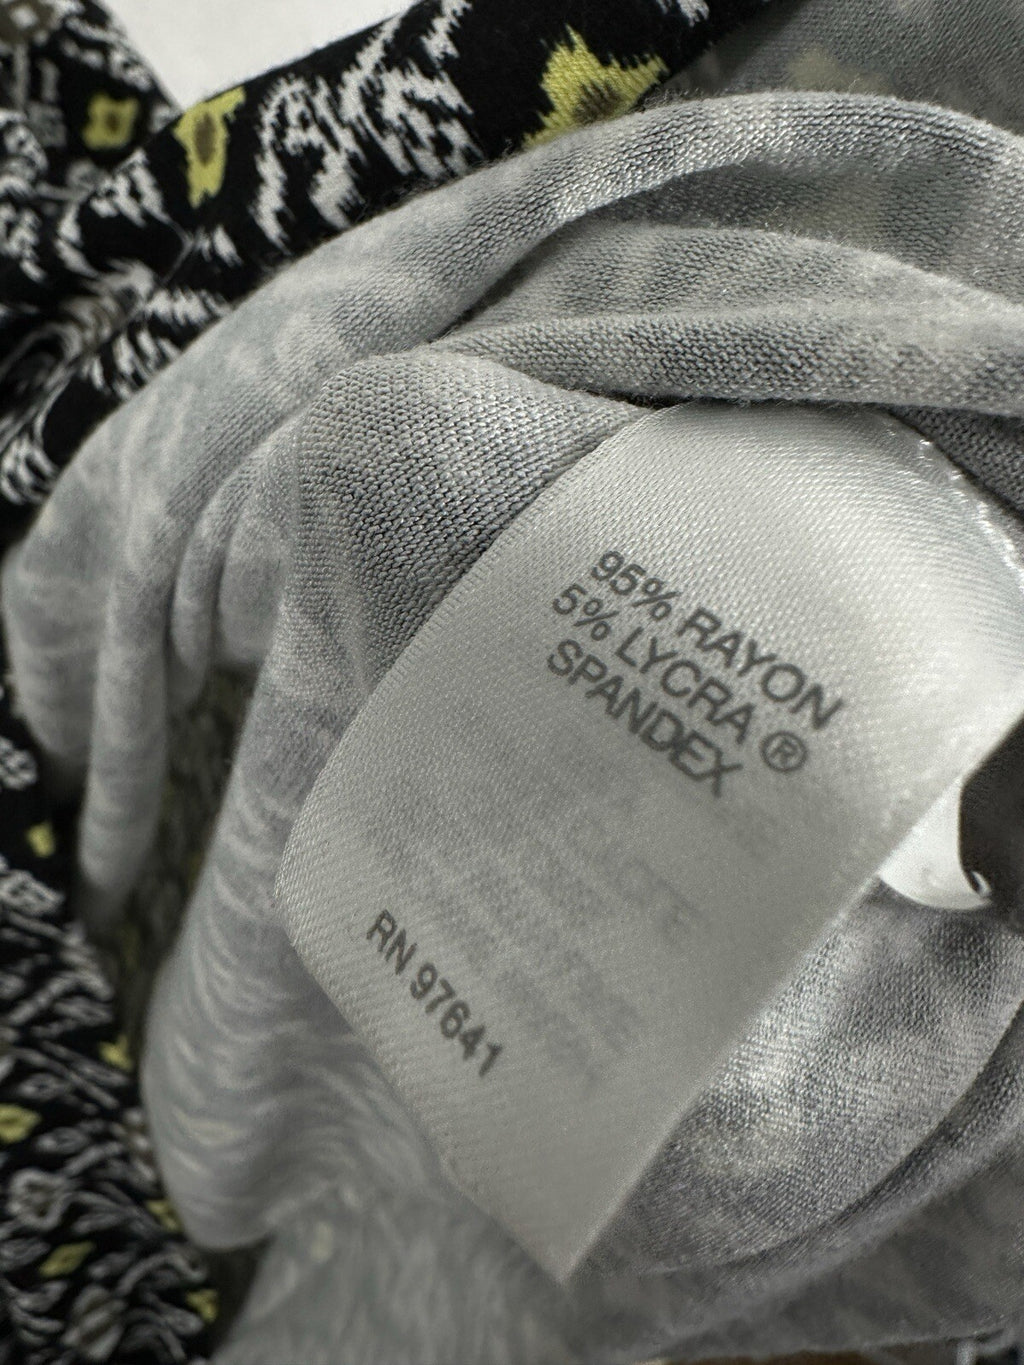 95% RAYON
5% LYCRA ®
SPANDEX
RN 97641